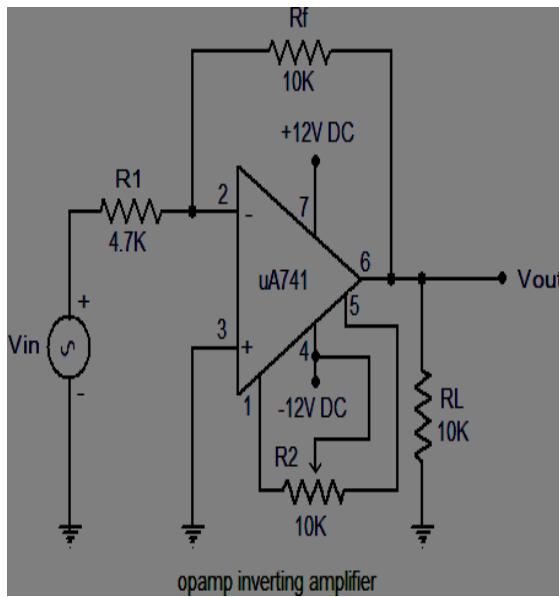 Rf
10K
+12V DC
R1
2
7
4.7K
-
6
uA741
Vout
5
+
3
Vin
+
4
-
1
-12V DC
RL
R2
10K
10K
opamp inverting amplifier